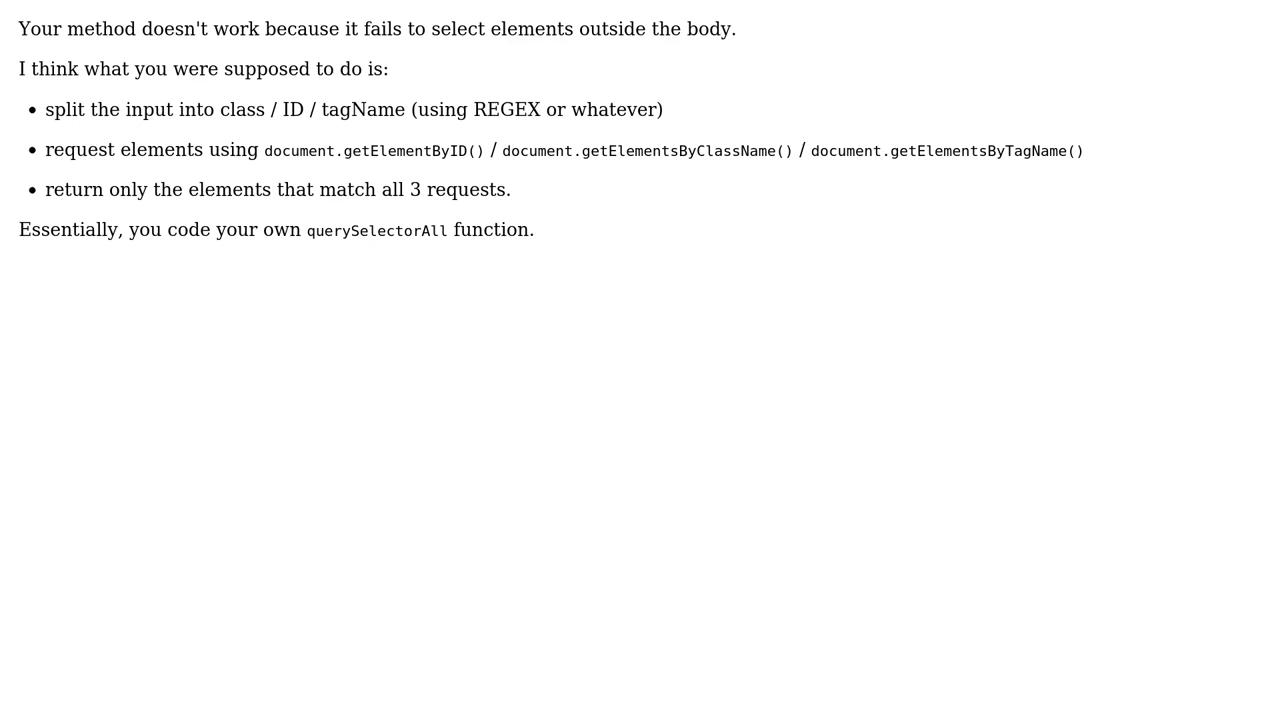 Your method doesn't work because it fails to select elements outside the body.
I think what you were supposed to do is:
• split the input into class / ID / tagName (using REGEX or whatever)
• request elements using document.getElementByID() / document.getElementsByClassName() / document.getElementsByTagName()
• return only the elements that match all 3 requests.
Essentially, you code your own querySelectorAll function.